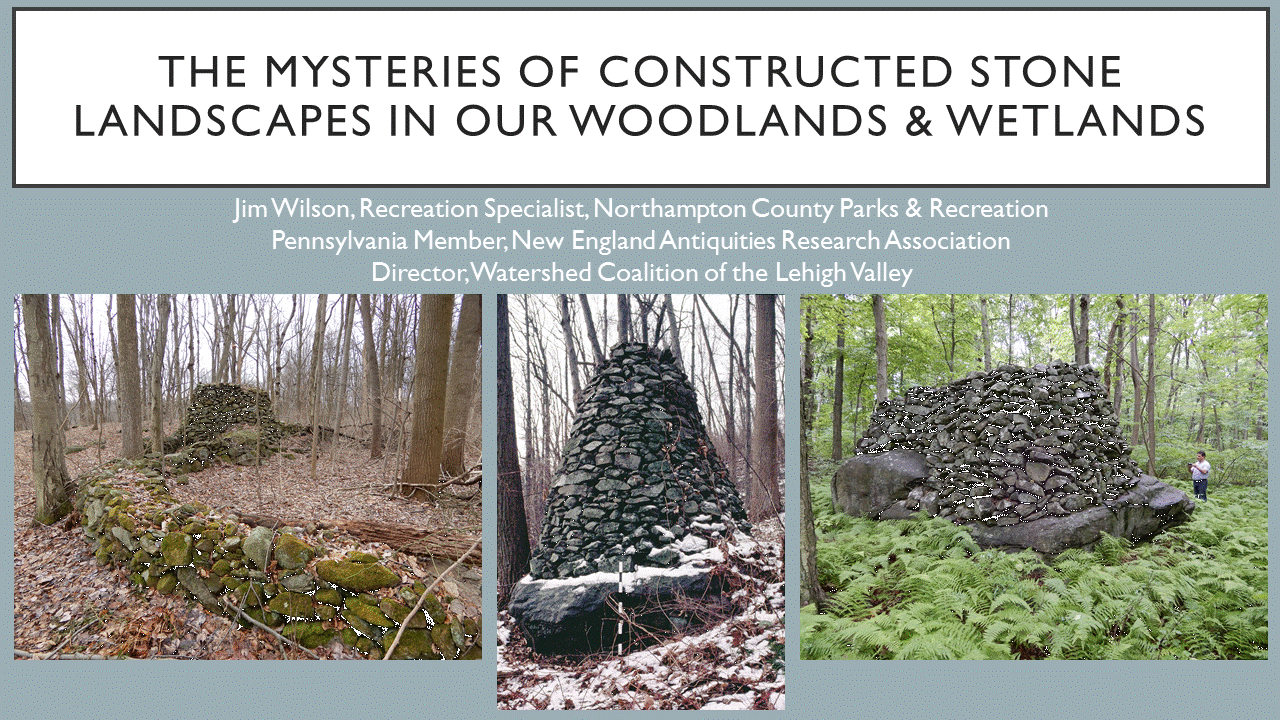 THE MYSTERIES OF CONSTRUCTED STONE
LANDSCAPES IN OUR WOODLANDS & WETLANDS
Jim Wilson, Recreation Specialist, Northampton County Parks & Recreation
Pennsylvania Member, New England Antiquities Research Association
Director, Watershed Coalition of the Lehigh Valley